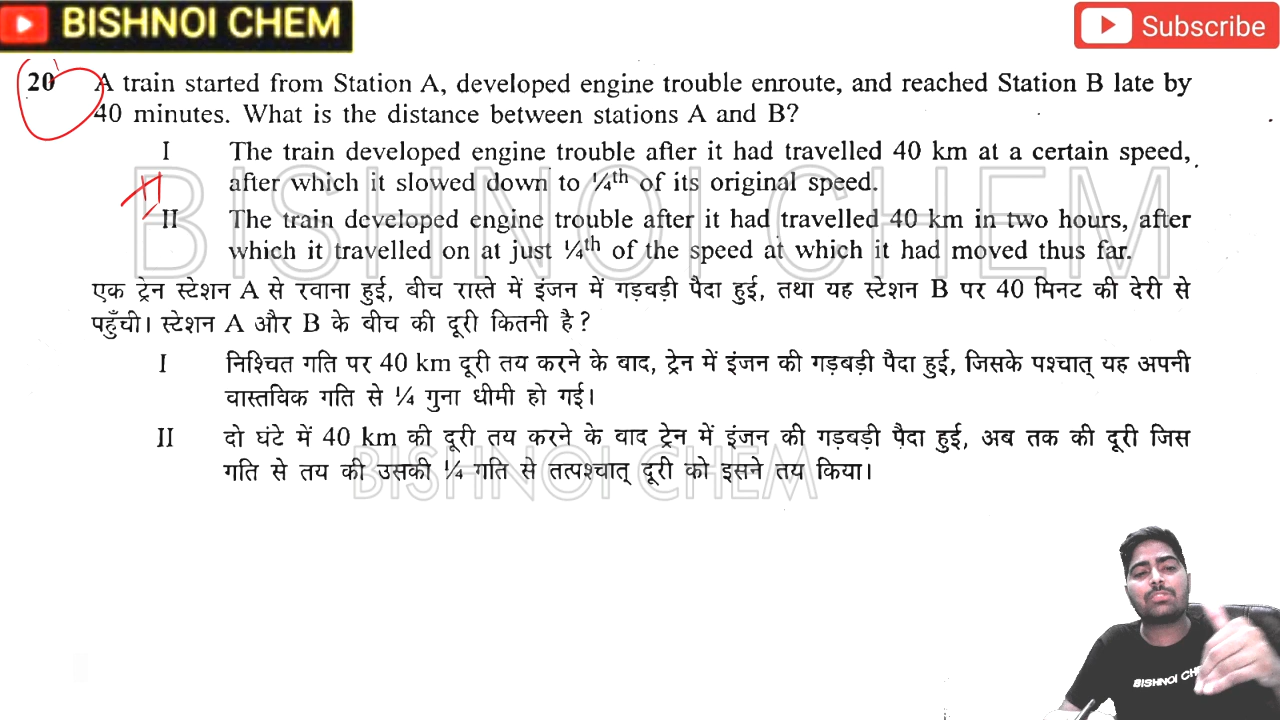 BISHNOI CHEM
Subscribe
20 A train started from Station A, developed engine trouble enroute, and reached Station B late by
40 minutes. What is the distance between stations A and B?
I The train developed engine trouble after it had travelled 40 km at a certain speed,
after which it slowed down to ¼th of its original speed.
II The train developed engine trouble after it had travelled 40 km in two hours, after
which it travelled on at just ¼th of the speed at which it had moved thus far.
एक ट्रेन स्टेशन A से रवाना हुई, बीच रास्ते में इंजन में गड़बड़ी पैदा हुई, तथा यह स्टेशन B पर 40 मिनट की देरी से
पहुँची। स्टेशन A और B के बीच की दूरी कितनी है?
I निश्चित गति पर 40 km दूरी तय करने के बाद, ट्रेन में इंजन की गड़बड़ी पैदा हुई, जिसके पश्चात् यह अपनी
वास्तविक गति से ¼ गुना धीमी हो गई।
II दो घंटे में 40 km की दूरी तय करने के बाद ट्रेन में इंजन की गड़बड़ी पैदा हुई, अब तक की दूरी जिस
गति से तय की उसकी ¼ गति से तत्पश्चात् दूरी को इसने तय किया।
BISHNOI CHEM
BISHNOI CHEM
BISHNOI CHE